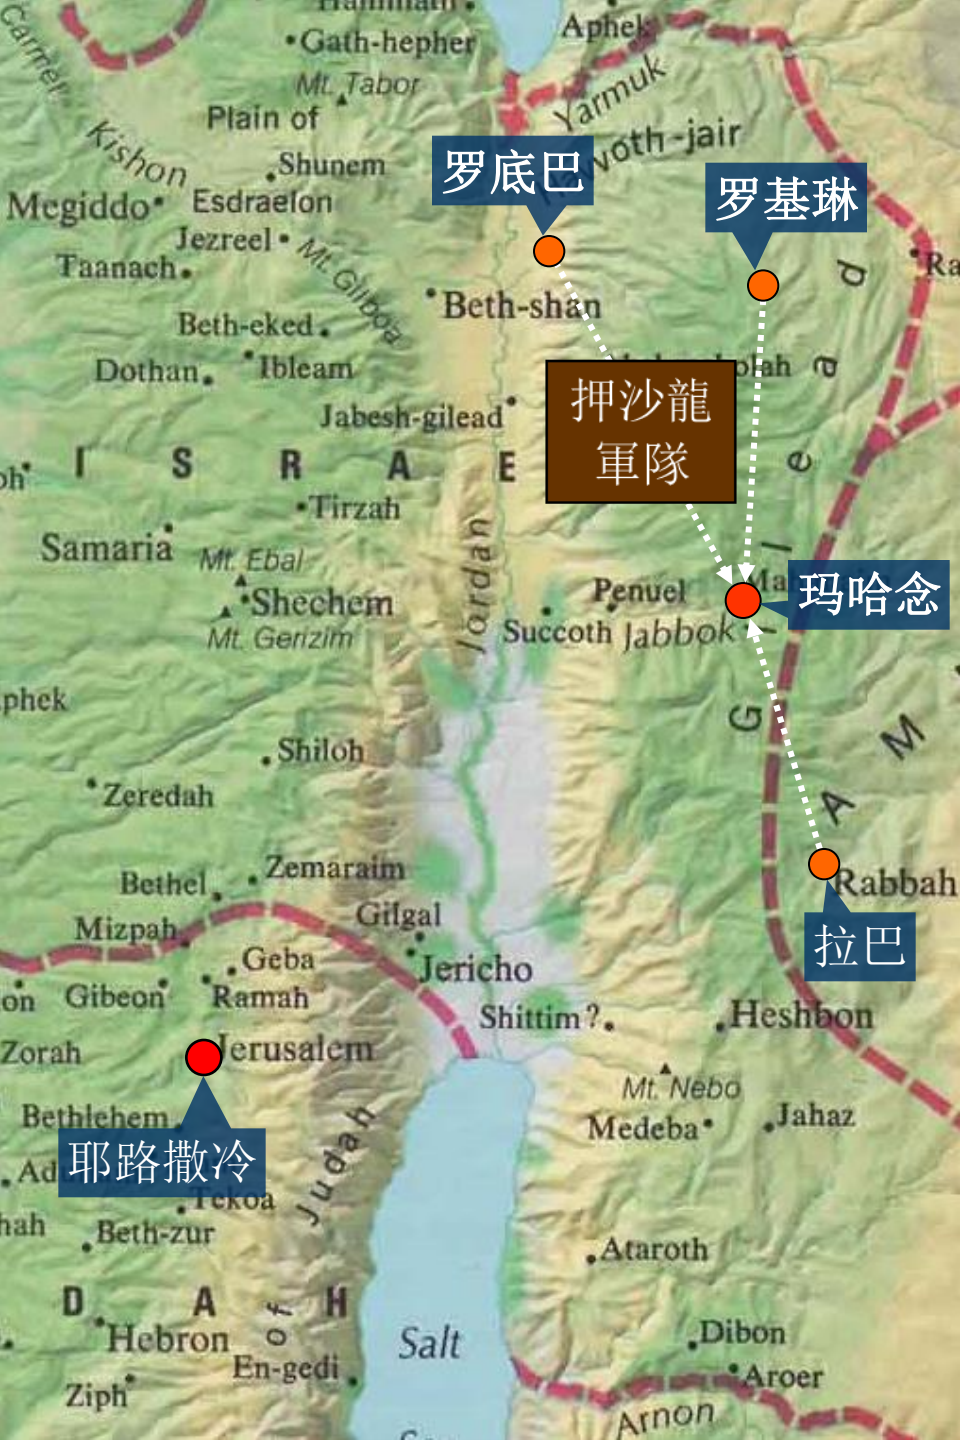 Gath-hepher
Aphek
Mt. Tabor
Yarmuk
Plain of
Kishon
Shunem
罗底巴
罗基琳
Megiddo
Esdraelon
Jezreel
Mt. Gilboa
Taanach
Beth-shan
Beth-eked
Ibleam
Dothan
押沙龍
軍隊
Jabesh-gilead
I S R A E
Tirzah
Samaria
Mt. Ebal
Jordan
Shechem
Penuel
玛哈念
Mt. Gerizim
Succoth
Jabbok
G i l e a d
phek
Shiloh
A M
Zeredah
Zemaraim
Bethel
Rabbah
Gilgal
Mizpah
拉巴
Geba
Jericho
on
Gibeon
Ramah
Shittim?
Heshbon
Zorah
Jerusalem
Mt. Nebo
Bethlehem
Medeba
Jahaz
耶路撒冷
Tekoa
Judah
hah
Beth-zur
Ataroth
D A H
of
Hebron
Salt
Dibon
En-gedi
Aroer
Ziph
Arnon